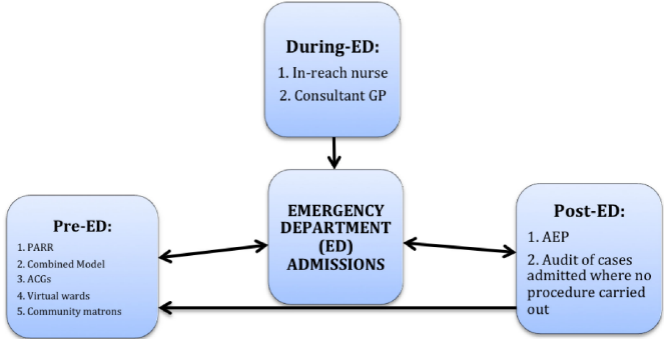 During-ED:
1. In-reach nurse
2. Consultant GP
EMERGENCY
DEPARTMENT
(ED)
ADMISSIONS
Pre-ED:
1. PARR
2. Combined Model
3. ACGs
4. Virtual wards
5. Community matrons
Post-ED:
1. AEP
2. Audit of cases
admitted where no
procedure carried
out